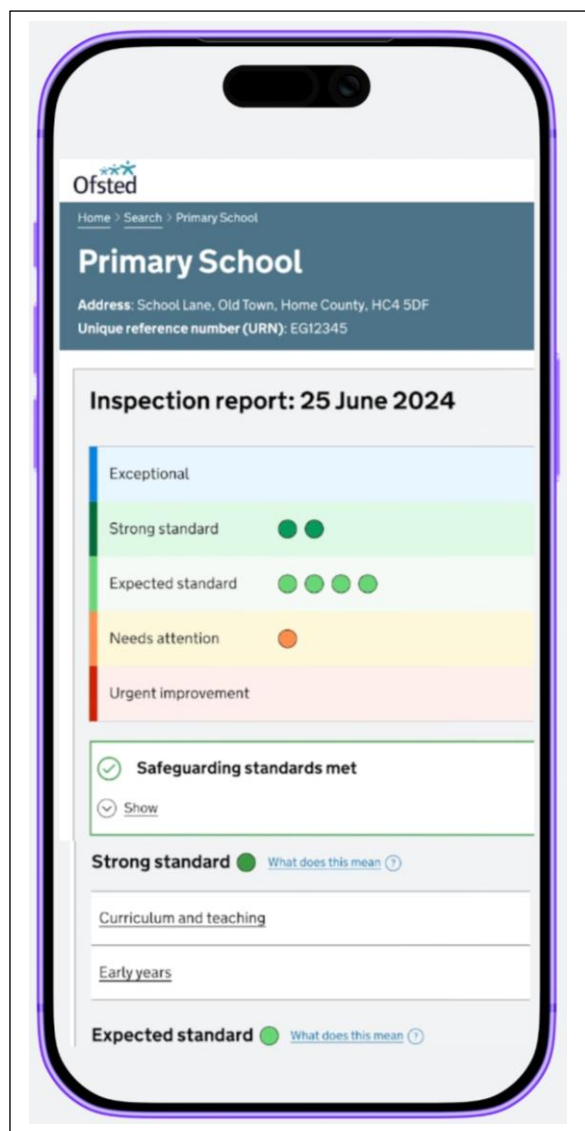 Ofsted
Home > Search > Primary School
Primary School
Address: School Lane, Old Town, Home County, HC4 5DF
Unique reference number (URN): EG12345
Inspection report: 25 June 2024
Exceptional
Strong standard
Expected standard
Needs attention
Urgent improvement
Safeguarding standards met
Show
Strong standard What does this mean ?
Curriculum and teaching
Early years
Expected standard What does this mean ?